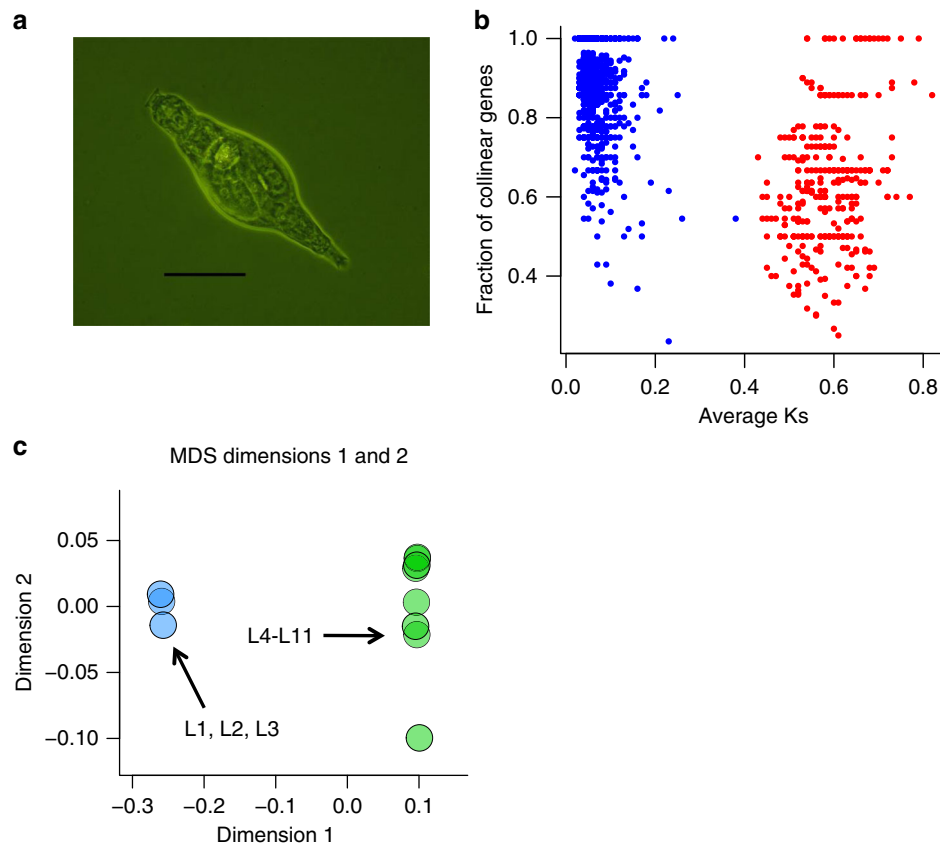 a
b
1.0
0.8
0.6
0.4
Fraction of collinear genes
0.0 0.2 0.4 0.6 0.8
Average Ks
c
MDS dimensions 1 and 2
0.05
0.00
−0.05
−0.10
Dimension 2
L4-L11
L1, L2, L3
−0.3 −0.2 −0.1 0.0 0.1
Dimension 1